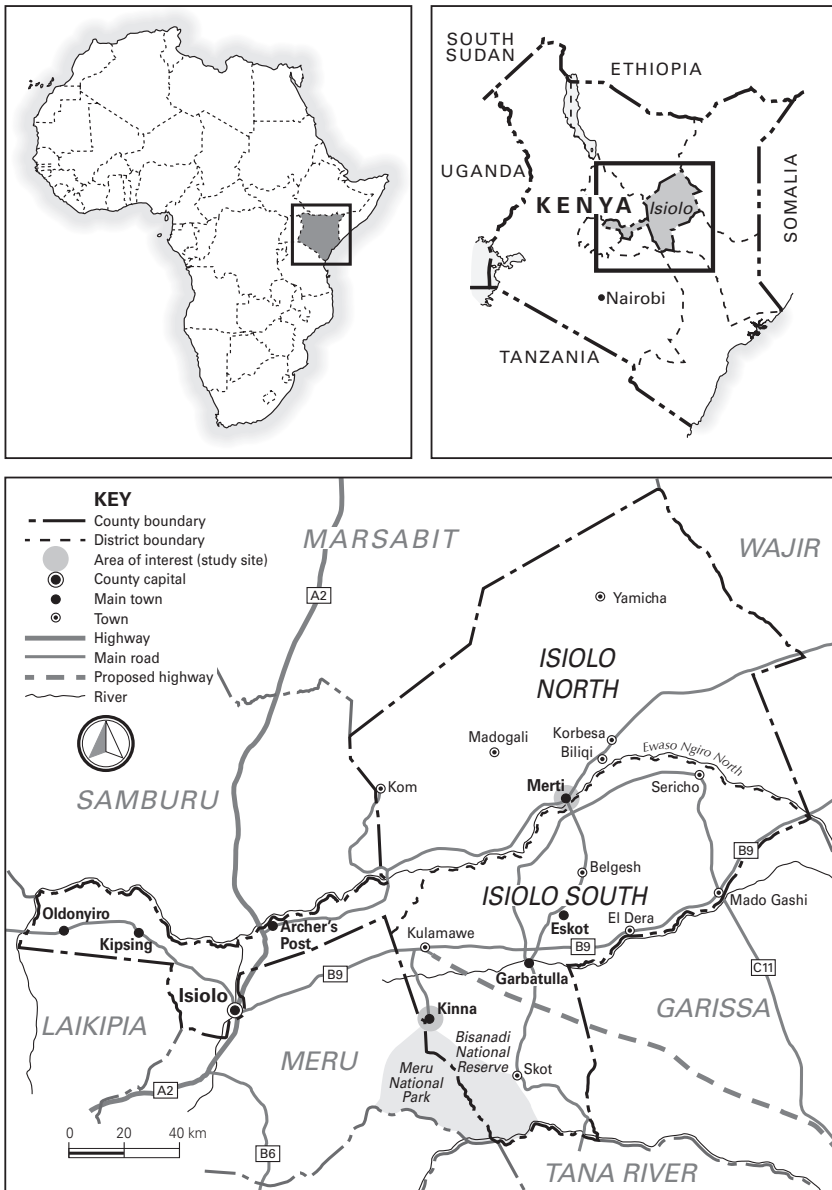 SOUTH
SUDAN
ETHIOPIA
UGANDA
SOMALIA
KENYA
Isiolo
Nairobi
TANZANIA
KEY
County boundary
District boundary
Area of interest (study site)
County capital
Main town
Town
Highway
Main road
Proposed highway
River
MARSABIT
WAJIR
A2
Yamicha
ISIOLO
NORTH
Madogali
Korbesa
Biliqi
Ewaso Ngiro North
SAMBURU
Kom
Merti
Sericho
B9
Belgesh
ISIOLO SOUTH
Mado Gashi
Oldonyiro
Kipsing
Archer's
Post
Eskot
El Dera
Kulamawe
B9
Garbatulla
C11
B9
Isiolo
Kinna
GARISSA
LAIKIPIA
MERU
Bisanadi
National
Reserve
Meru
National
Park
Skot
A2
0 20 40 km
B6
TANA RIVER